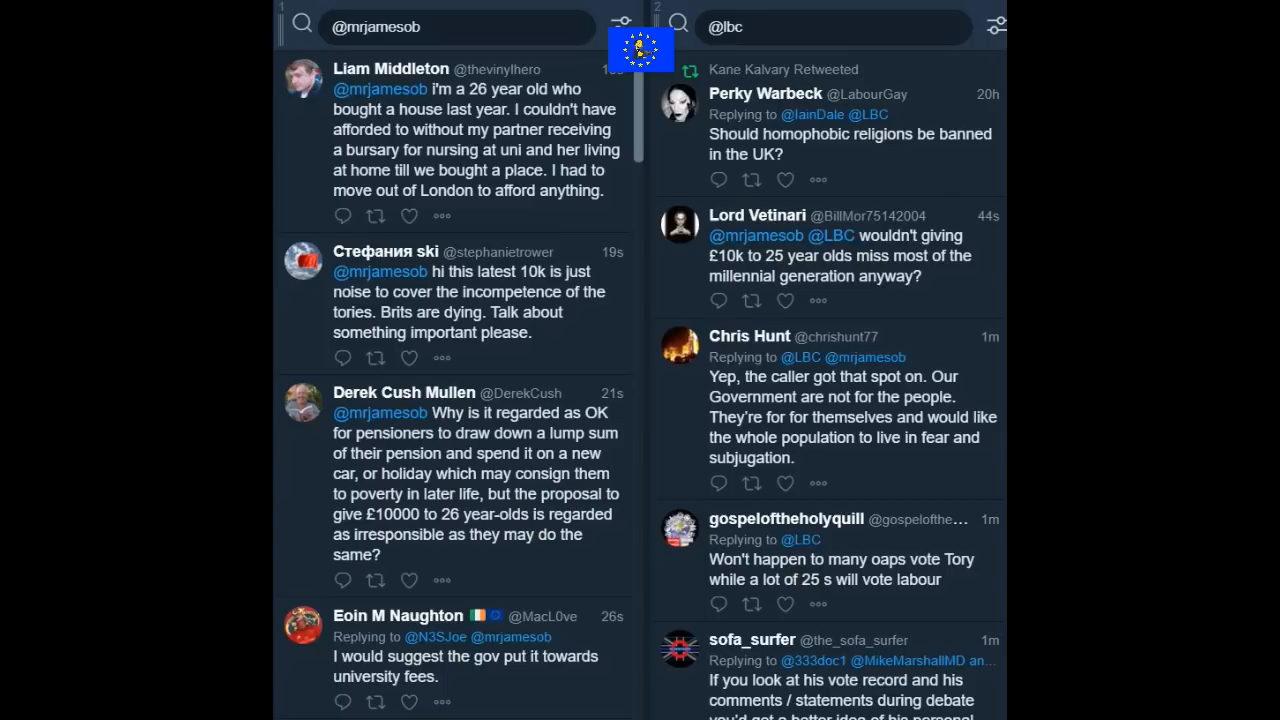 1
@mrjamesob
Liam Middleton @thevinylhero
@mrjamesob i'm a 26 year old who
bought a house last year. I couldn't have
afforded to without my partner receiving
a bursary for nursing at uni and her living
at home till we bought a place. I had to
move out of London to afford anything.
Стефания ski @stephanietrower 19s
@mrjamesob hi this latest 10k is just
noise to cover the incompetence of the
tories. Brits are dying. Talk about
something important please.
Derek Cush Mullen @DerekCush 21s
@mrjamesob Why is it regarded as OK
for pensioners to draw down a lump sum
of their pension and spend it on a new
car, or holiday which may consign them
to poverty in later life, but the proposal to
give £10000 to 26 year-olds is regarded
as irresponsible as they may do the
same?
Eoin M Naughton @MacL0ve 26s
Replying to @N3SJoe @mrjamesob
I would suggest the gov put it towards
university fees.
2
@lbc
Kane Kalvary Retweeted
Perky Warbeck @LabourGay 20h
Replying to @IainDale @LBC
Should homophobic religions be banned
in the UK?
Lord Vetinari @BillMor75142004 44s
@mrjamesob @LBC wouldn't giving
£10k to 25 year olds miss most of the
millennial generation anyway?
Chris Hunt @chrishunt77 1m
Replying to @LBC @mrjamesob
Yep, the caller got that spot on. Our
Government are not for the people.
They're for for themselves and would like
the whole population to live in fear and
subjugation.
gospeloftheholyquill @gospelofthe... 1m
Replying to @LBC
Won't happen to many oaps vote Tory
while a lot of 25 s will vote labour
sofa_surfer @the_sofa_surfer 1m
Replying to @333doc1 @MikeMarshallMD an...
If you look at his vote record and his
comments / statements during debate
you'd get a better idea of his personal